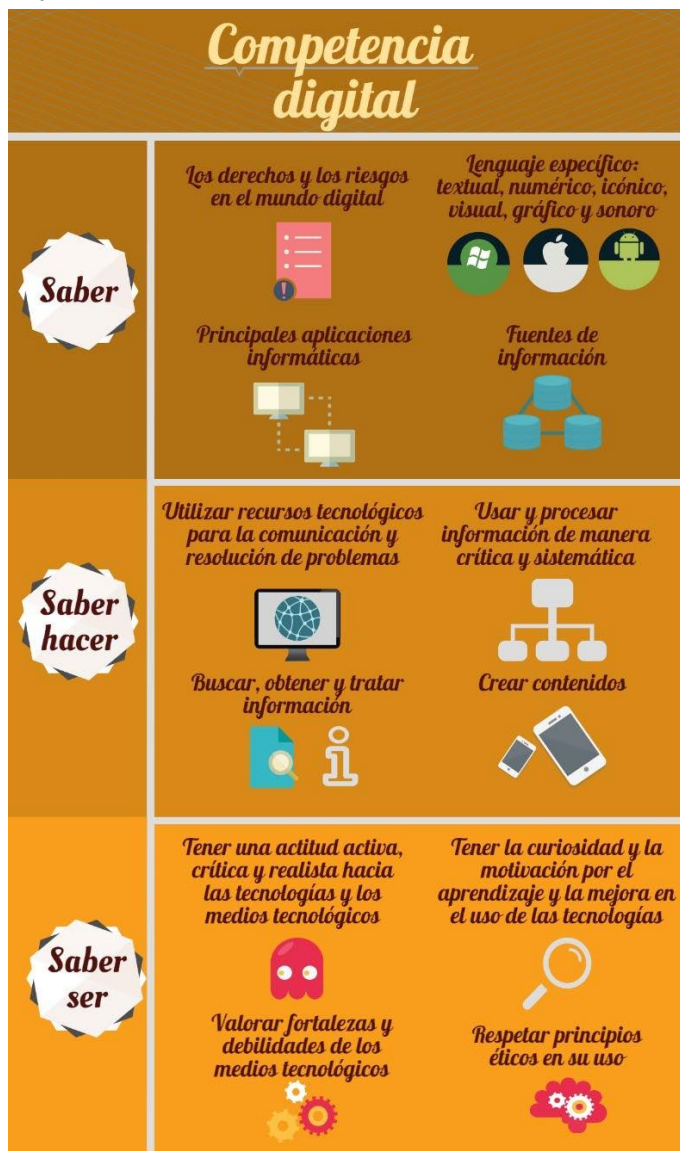 Competencia
digital
Saber
Los derechos y los riesgos
en el mundo digital
Lenguaje específico:
textual, numérico, icónico,
visual, gráfico y sonoro
Principales aplicaciones
informáticas
Fuentes de
información
Saber
hacer
Utilizar recursos tecnológicos
para la comunicación y
resolución de problemas
Usar y procesar
información de manera
crítica y sistemática
Buscar, obtener y tratar
información
Crear contenidos
Saber
ser
Tener una actitud activa,
crítica y realista hacia
las tecnologías y los
medios tecnológicos
Tener la curiosidad y la
motivación por el
aprendizaje y la mejora en
el uso de las tecnologías
Valorar fortalezas y
debilidades de los
medios tecnológicos
Respetar principios
éticos en su uso